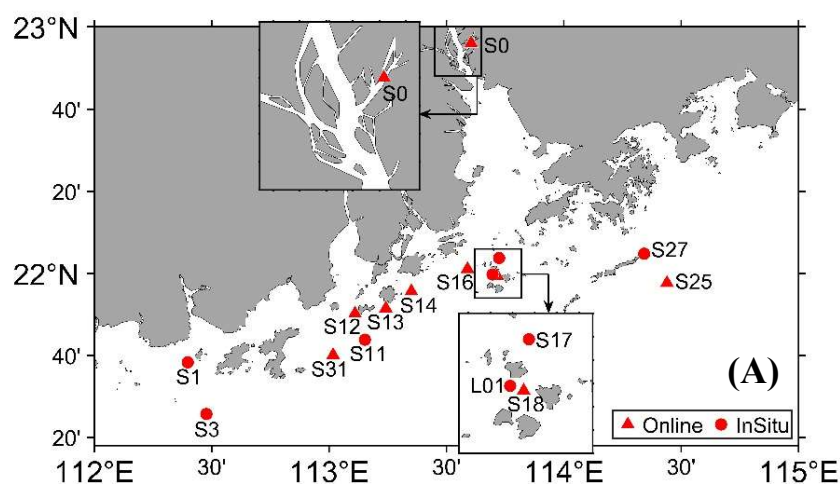 23°N
S0
S0
40'
20'
S27
22°N
S16
S25
S14
S12
S13
S17
40'
S11
S1
S31
L01
S18
(A)
S3
Online
InSitu
20'
112°E
30'
113°E
30'
114°E
30'
115°E